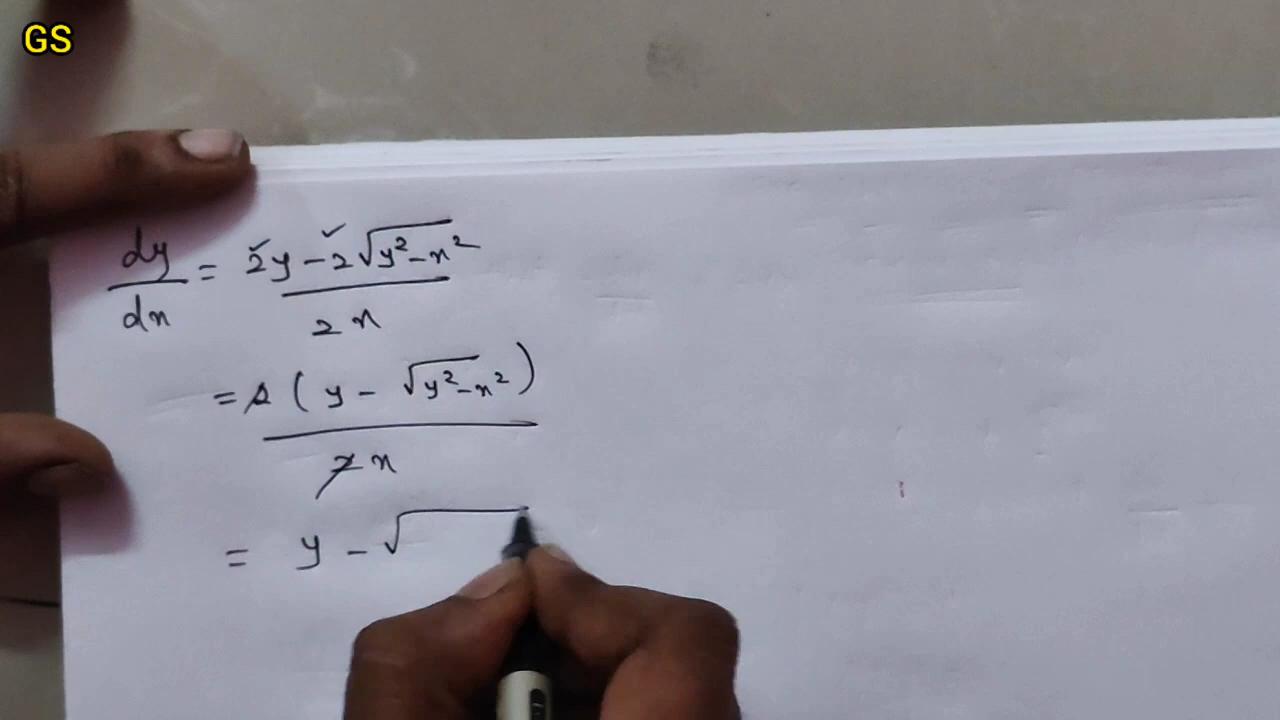 GS
dy/dx = 2y - 2√(y² - x²) / 2x
= 2(y - √(y² - x²)) / 2x
= y - √